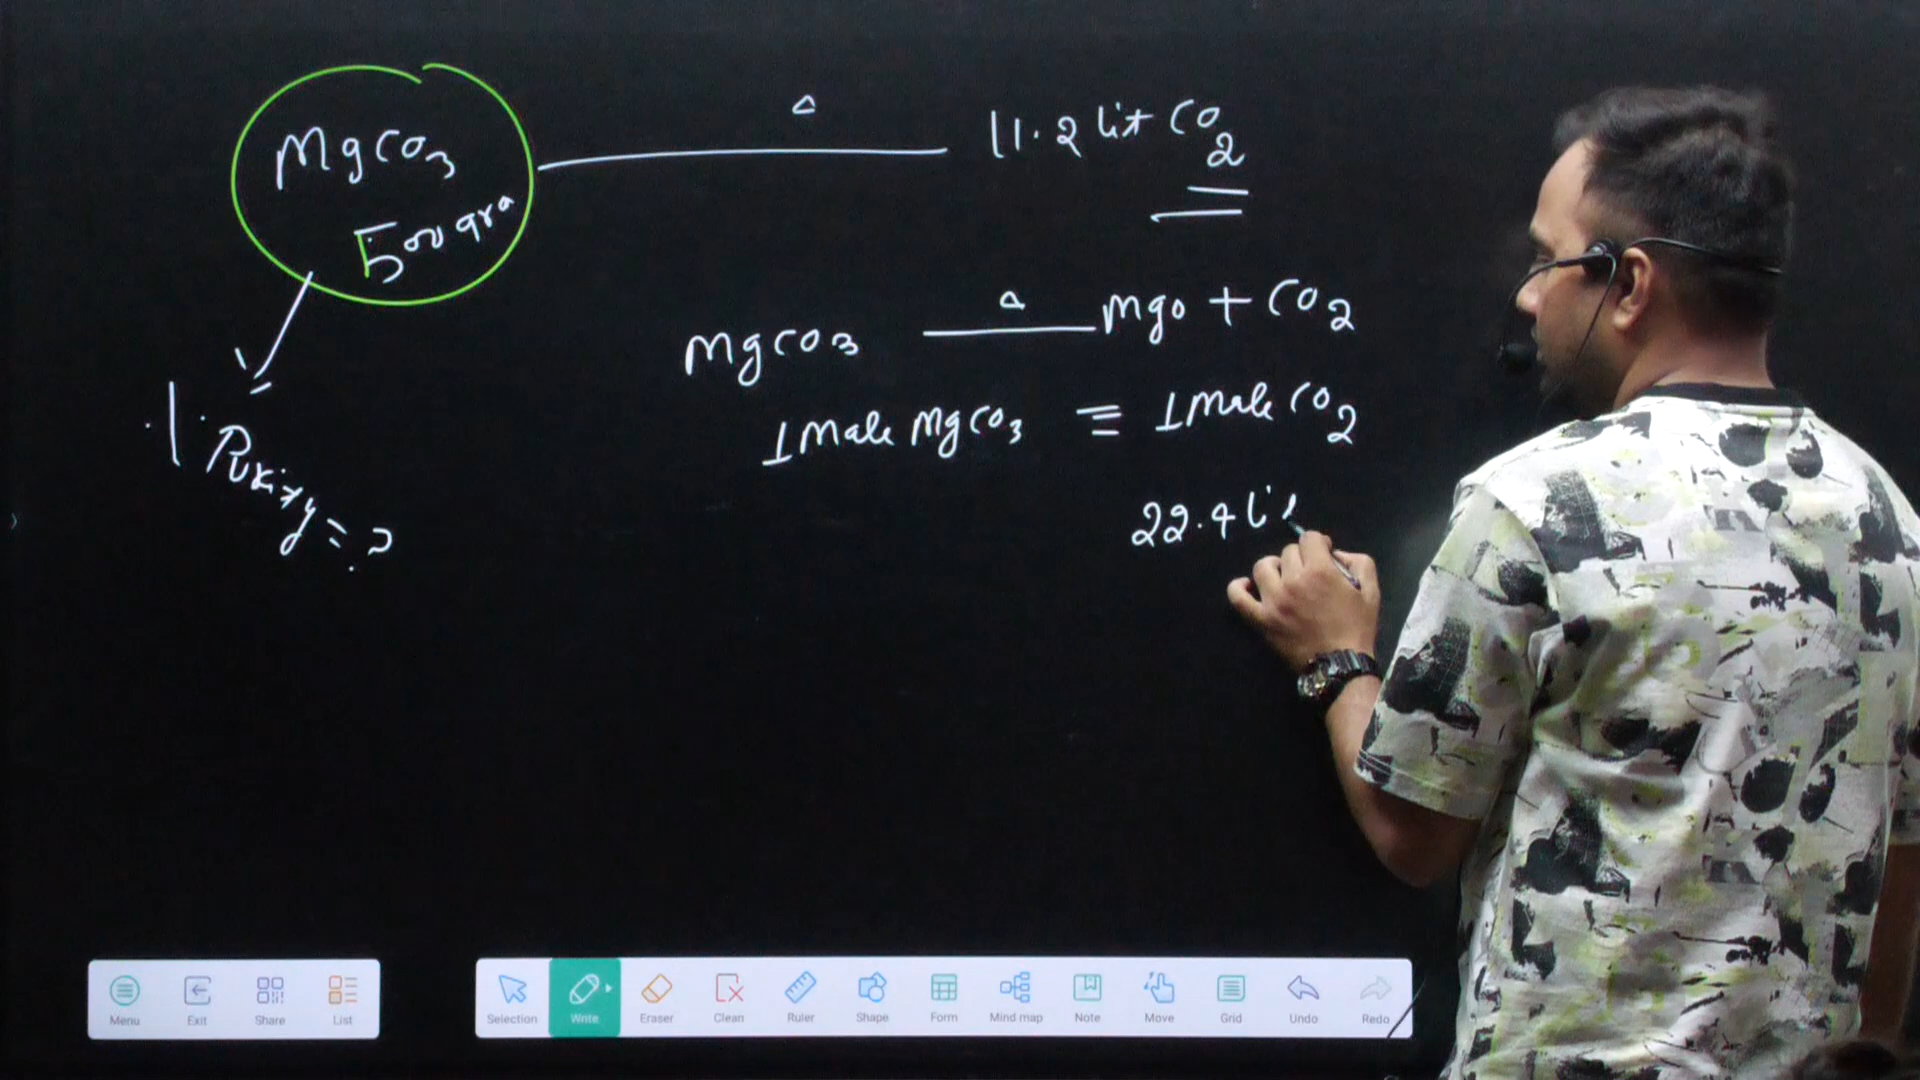 MgCO3
500 gra
Δ
11.2 lit CO2
MgCO3 Δ MgO + CO2
1 Mole MgCO3 ≡ 1 Mole CO2
22.4 li
% Purity = ?
Menu Exit Share List
Selection Write Eraser Clean Ruler Shape Form Mind map Note Move Grid Undo Redo